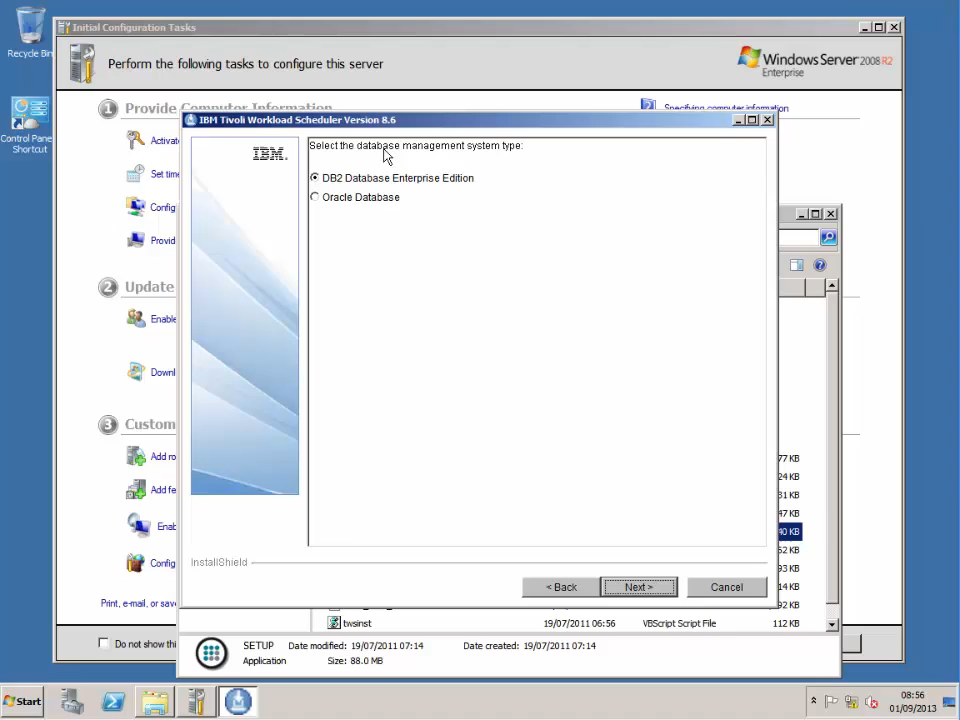 Recycle Bin
Control Pane
Shortcut
Initial Configuration Tasks
Perform the following tasks to configure this server
Windows Server 2008 R2
Enterprise
1 Provide Computer Information
Specifying computer information
Activat
Set time
Config
Provid
2 Update
Enable
Downl
3 Custom
Add ro
Add fe
Enab
Config
Print, e-mail, or save
Do not show thi
IBM Tivoli Workload Scheduler Version 8.6
IBM.
Select the database management system type:
DB2 Database Enterprise Edition
Oracle Database
InstallShield
< Back
Next >
Cancel
77 KB
24 KB
31 KB
47 KB
40 KB
52 KB
93 KB
14 KB
92 KB
twsinst 19/07/2011 06:56 VBScript Script File 112 KB
SETUP Date modified: 19/07/2011 07:14 Date created: 19/07/2011 07:14
Application Size: 88.0 MB
Start
08:56
01/09/2013